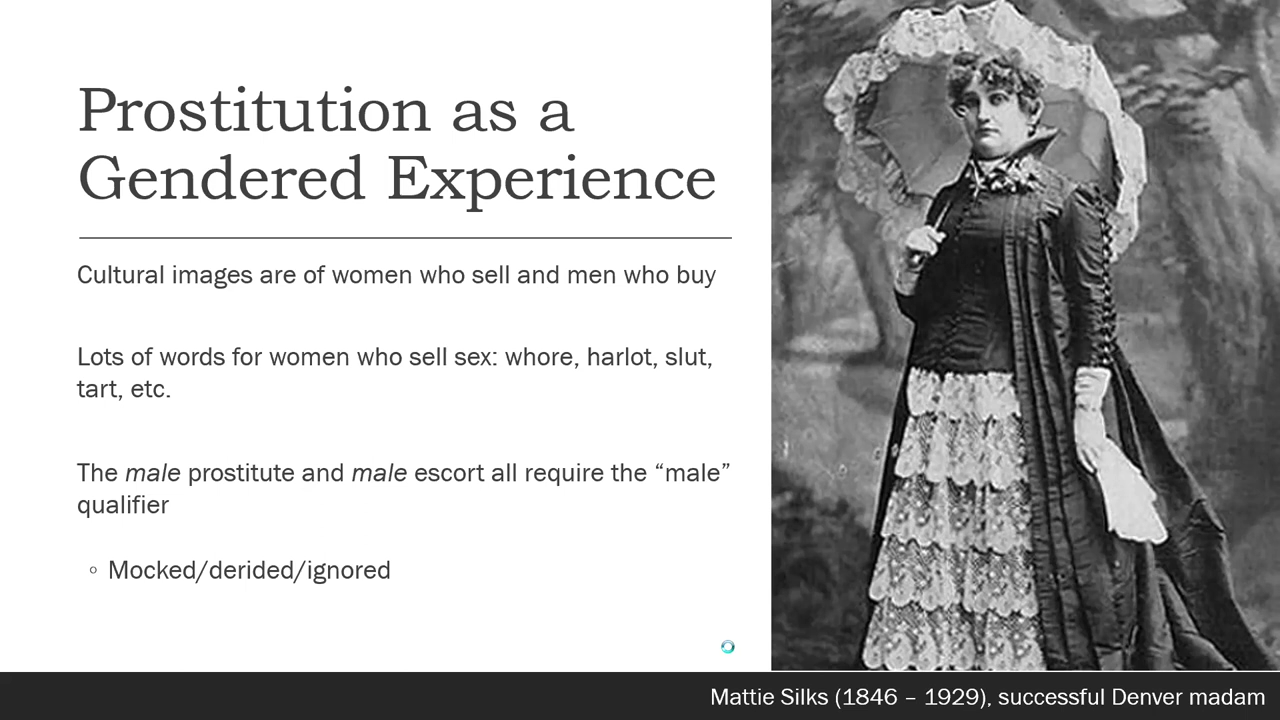 Prostitution as a
Gendered Experience
Cultural images are of women who sell and men who buy
Lots of words for women who sell sex: whore, harlot, slut,
tart, etc.
The male prostitute and male escort all require the “male”
qualifier
◦ Mocked/derided/ignored
Mattie Silks (1846 – 1929), successful Denver madam